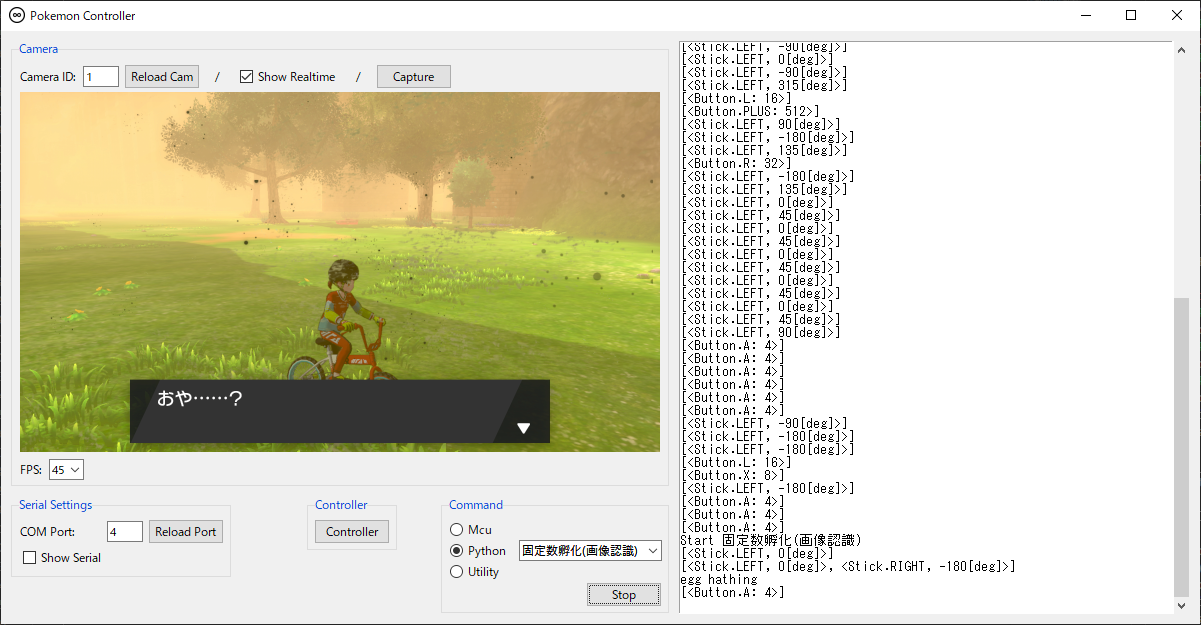 Pokemon Controller
Camera
Camera ID: 1 Reload Cam / Show Realtime / Capture
おや……？
FPS: 45
Serial Settings
COM Port: 4 Reload Port
Show Serial
Controller
Controller
Command
Mcu
Python 固定数孵化(画像認識)
Utility
Stop
[<Stick.LEFT, -90[deg]>]
[<Stick.LEFT, 0[deg]>]
[<Stick.LEFT, -90[deg]>]
[<Stick.LEFT, 315[deg]>]
[<Button.L: 16>]
[<Button.PLUS: 512>]
[<Stick.LEFT, 90[deg]>]
[<Stick.LEFT, -180[deg]>]
[<Stick.LEFT, 135[deg]>]
[<Button.R: 32>]
[<Stick.LEFT, -180[deg]>]
[<Stick.LEFT, 135[deg]>]
[<Stick.LEFT, 0[deg]>]
[<Stick.LEFT, 45[deg]>]
[<Stick.LEFT, 0[deg]>]
[<Stick.LEFT, 45[deg]>]
[<Stick.LEFT, 0[deg]>]
[<Stick.LEFT, 45[deg]>]
[<Stick.LEFT, 0[deg]>]
[<Stick.LEFT, 45[deg]>]
[<Stick.LEFT, 0[deg]>]
[<Stick.LEFT, 45[deg]>]
[<Stick.LEFT, 90[deg]>]
[<Button.A: 4>]
[<Button.A: 4>]
[<Button.A: 4>]
[<Button.A: 4>]
[<Button.A: 4>]
[<Button.A: 4>]
[<Stick.LEFT, -90[deg]>]
[<Stick.LEFT, -180[deg]>]
[<Stick.LEFT, -180[deg]>]
[<Button.L: 16>]
[<Button.X: 8>]
[<Stick.LEFT, -180[deg]>]
[<Button.A: 4>]
[<Button.A: 4>]
[<Button.A: 4>]
Start 固定数孵化(画像認識)
[<Stick.LEFT, 0[deg]>]
[<Stick.LEFT, 0[deg]>, <Stick.RIGHT, -180[deg]>]
egg hathing
[<Button.A: 4>]